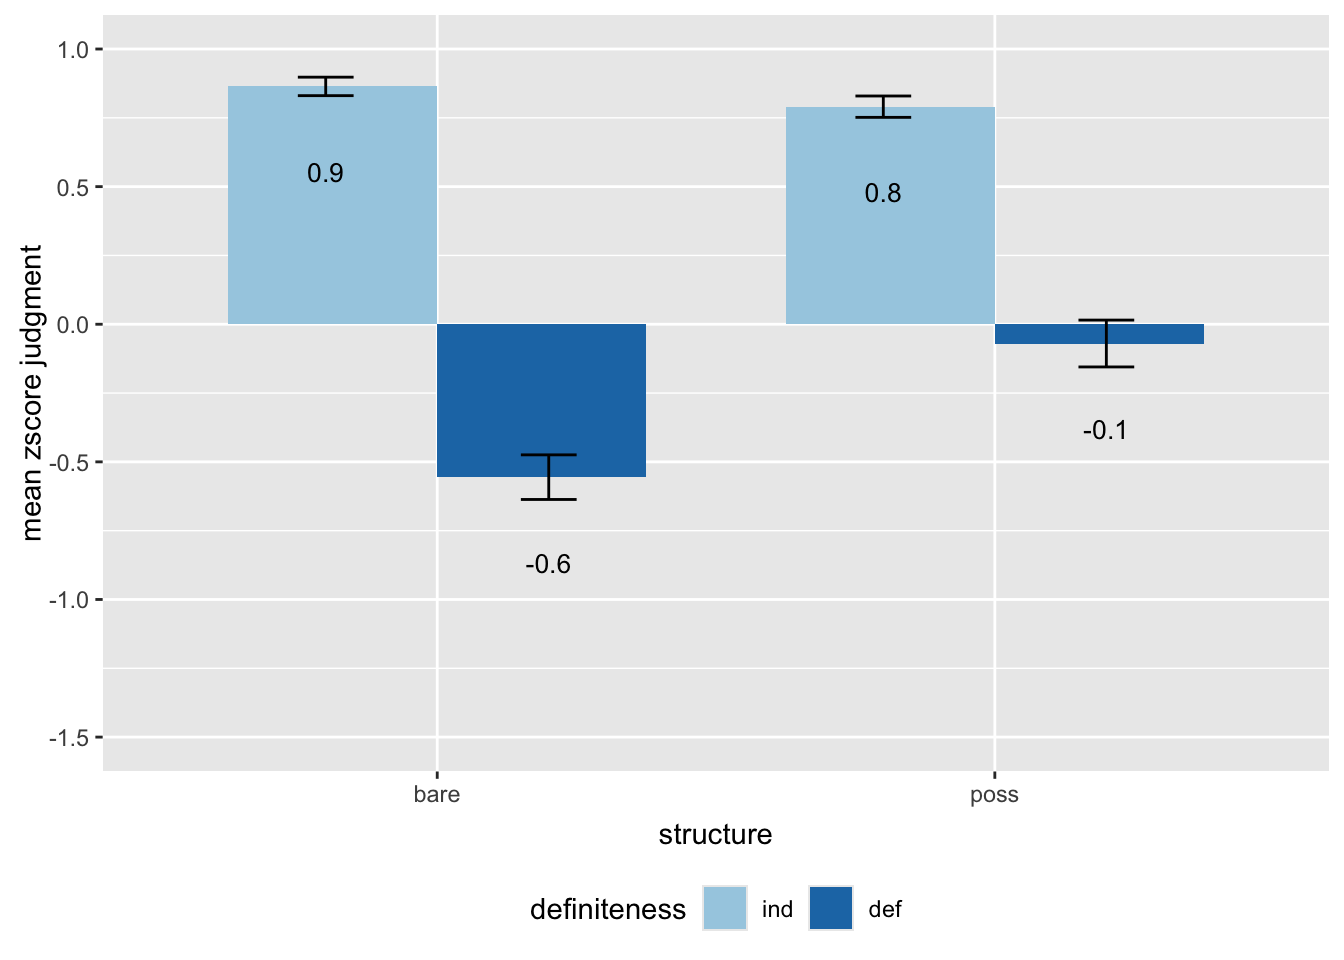 1.0
0.5
0.0
-0.5
-1.0
-1.5
mean zscore judgment
0.9
-0.6
0.8
-0.1
bare
poss
structure
definiteness ind def